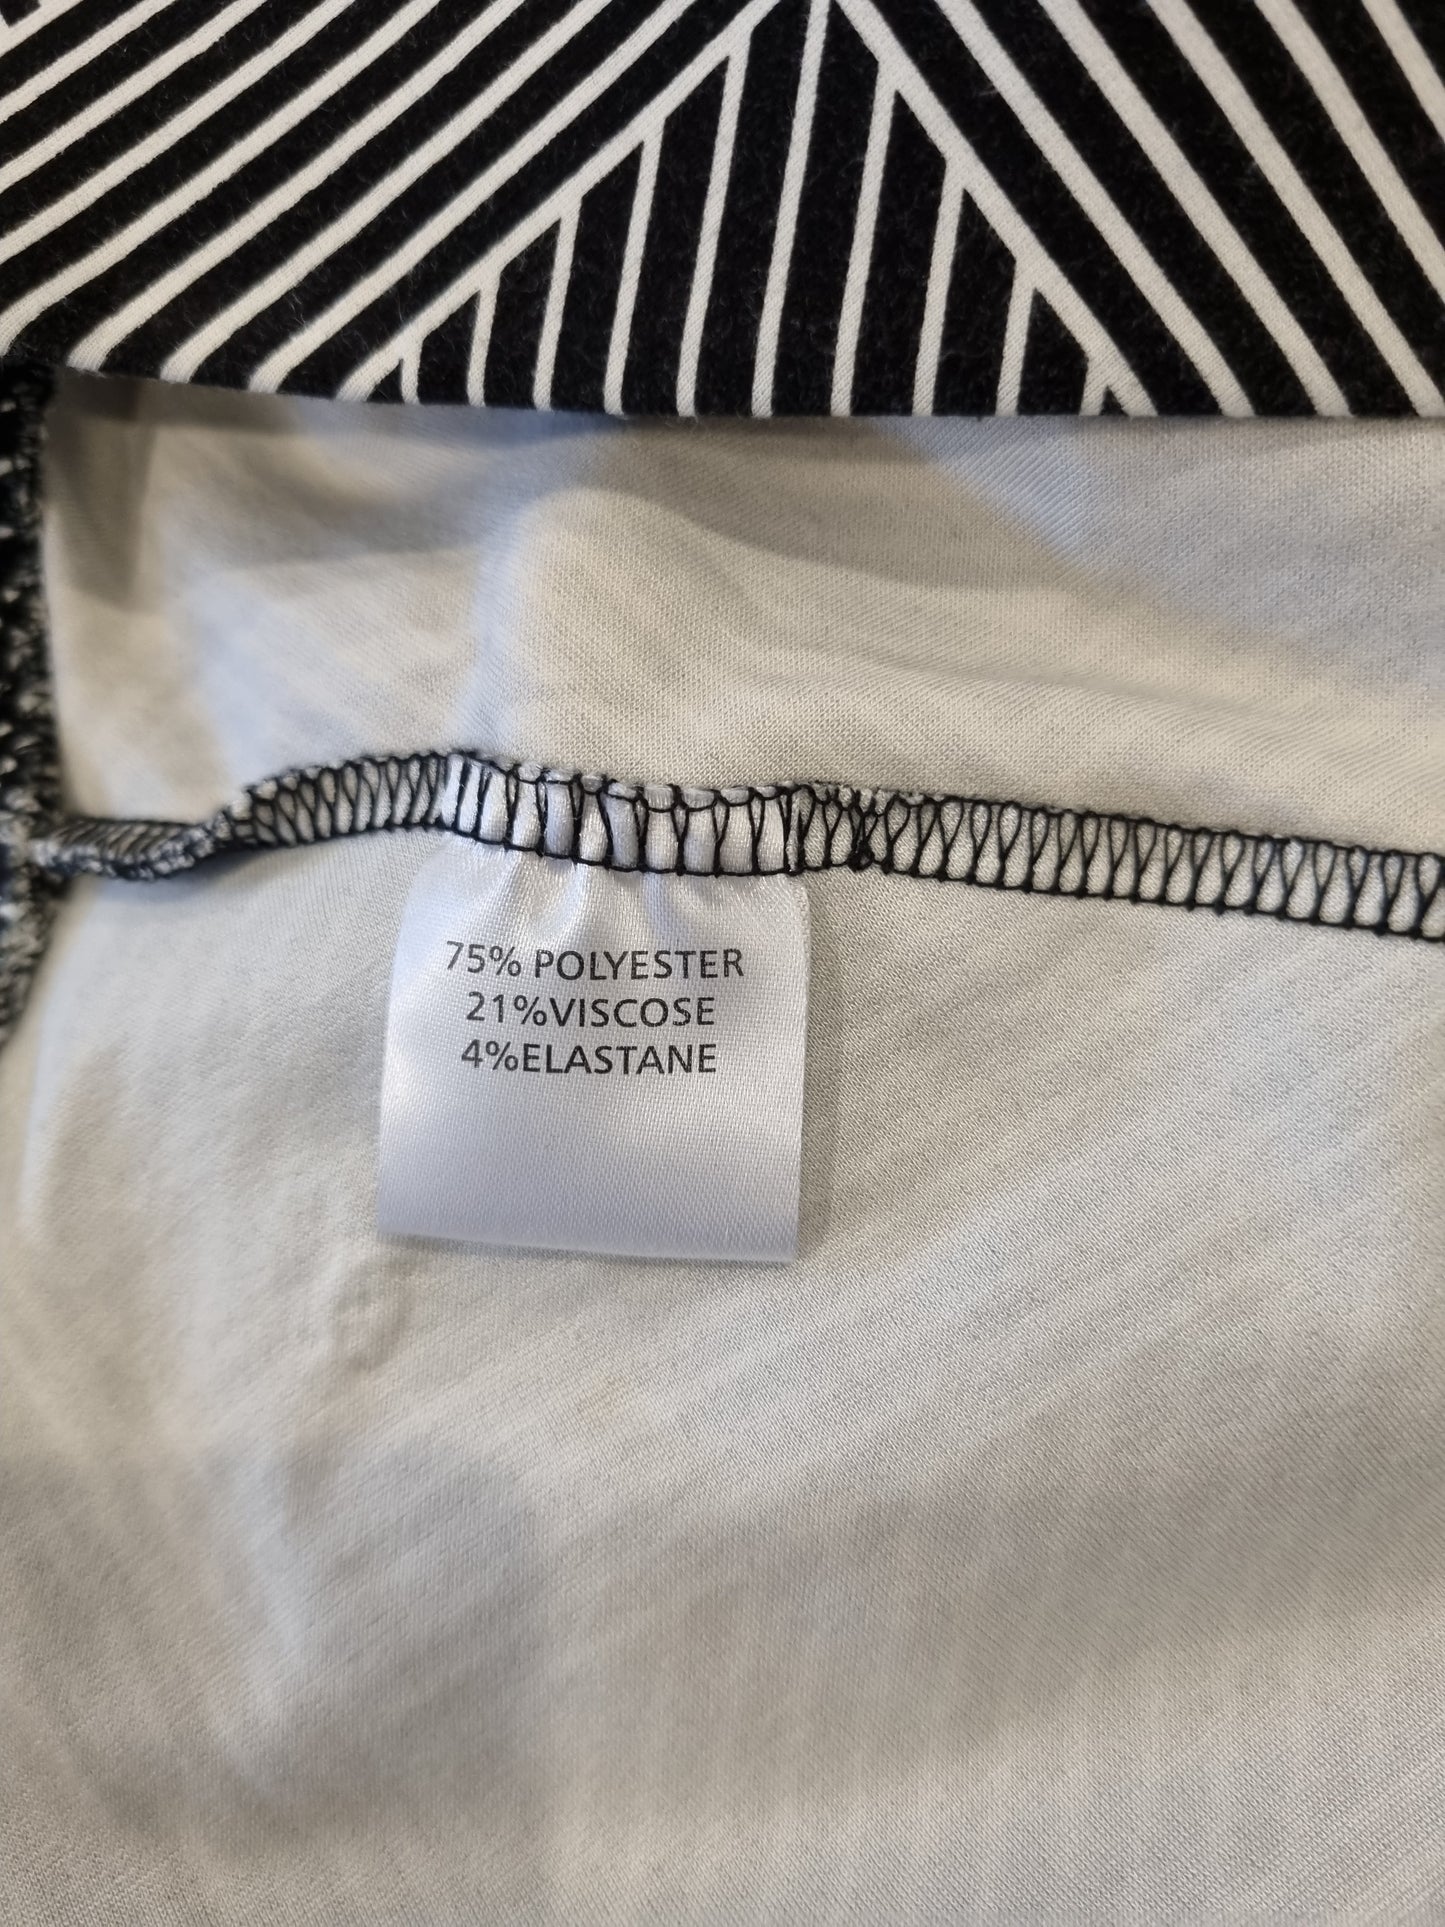 75% POLYESTER
21%VISCOSE
4%ELASTANE